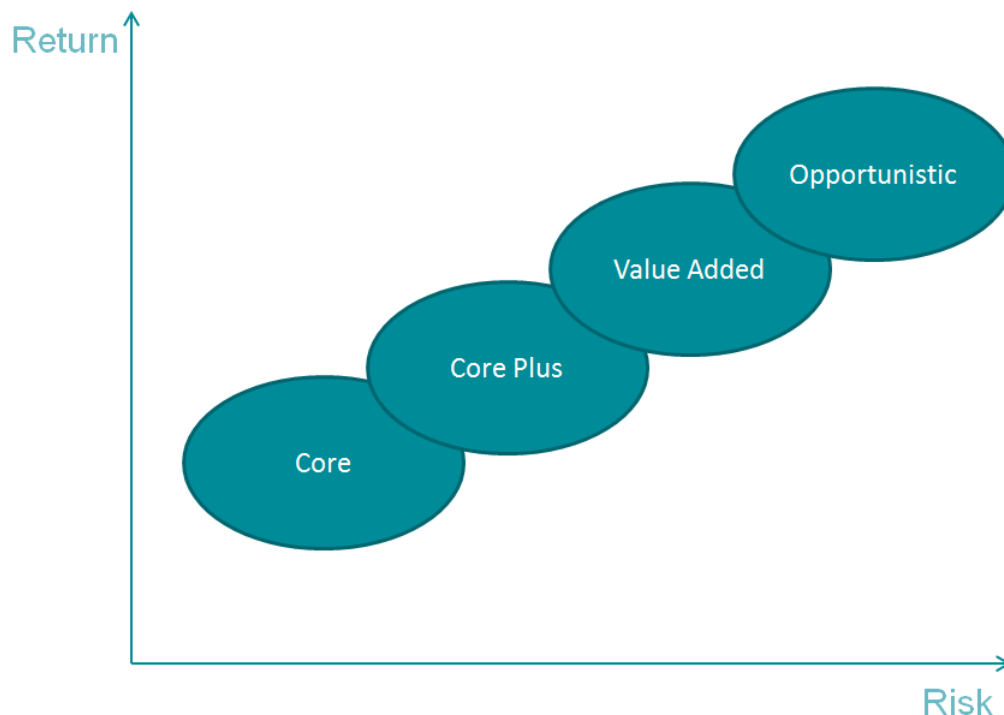 Return
Opportunistic
Value Added
Core Plus
Core
Risk